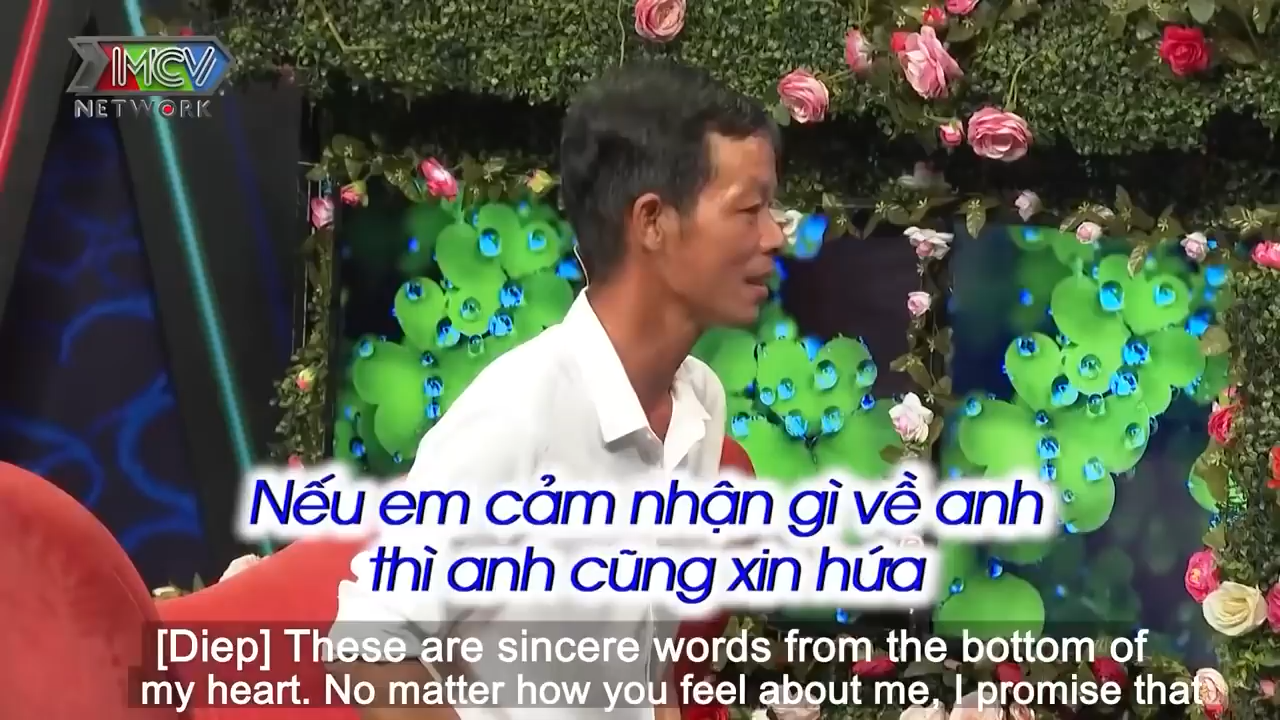 MCV
NETWORK
Nếu em cảm nhận gì về anh
thì anh cũng xin hứa
[Diep] These are sincere words from the bottom of
my heart. No matter how you feel about me, I promise that